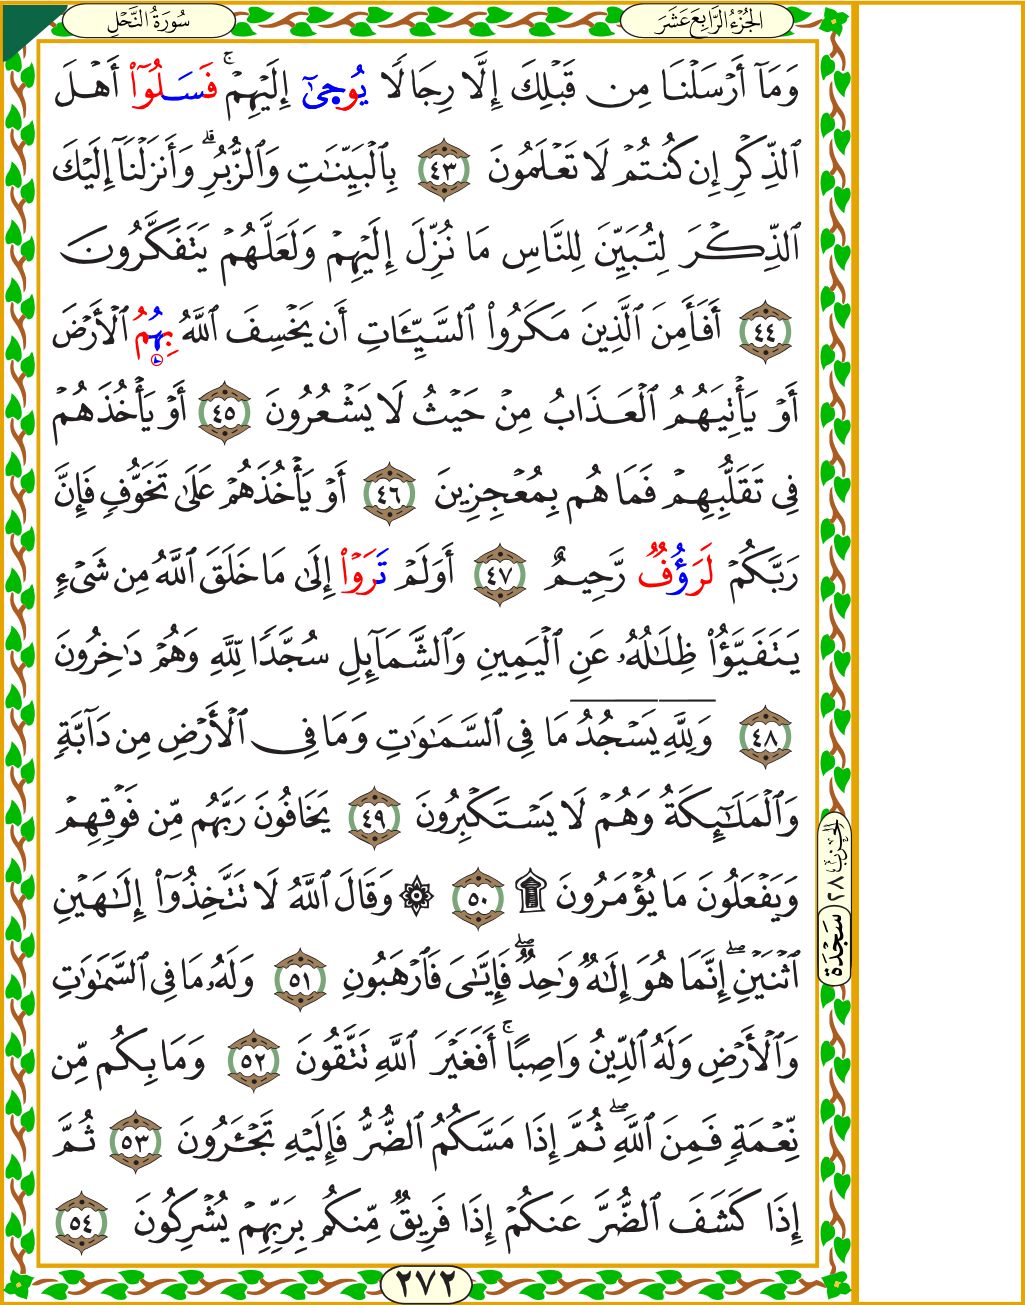 سُورَةُ النَّحْلِ
الجُزْءُ الرَّابِعَ عَشَرَ
وَمَآ أَرْسَلْنَا مِن قَبْلِكَ إِلَّا رِجَالًا يُوحَىٰٓ إِلَيْهِمْ ۚ فَسَلُوٓا۟ أَهْلَ
ٱلذِّكْرِ إِن كُنتُمْ لَا تَعْلَمُونَ ٤٣ بِٱلْبَيِّنَـٰتِ وَٱلزُّبُرِ ۗ وَأَنزَلْنَآ إِلَيْكَ
ٱلذِّكْرَ لِتُبَيِّنَ لِلنَّاسِ مَا نُزِّلَ إِلَيْهِمْ وَلَعَلَّهُمْ يَتَفَكَّرُونَ
٤٤ أَفَأَمِنَ ٱلَّذِينَ مَكَرُوا۟ ٱلسَّيِّـَٔاتِ أَن يَخْسِفَ ٱللَّهُ بِهُمُ ٱلْأَرْضَ
أَوْ يَأْتِيَهُمُ ٱلْعَذَابُ مِنْ حَيْثُ لَا يَشْعُرُونَ ٤٥ أَوْ يَأْخُذَهُمْ
فِى تَقَلُّبِهِمْ فَمَا هُم بِمُعْجِزِينَ ٤٦ أَوْ يَأْخُذَهُمْ عَلَىٰ تَخَوُّفٍ فَإِنَّ
رَبَّكُمْ لَرَؤُفٌ رَّحِيمٌ ٤٧ أَوَلَمْ تَرَوْا۟ إِلَىٰ مَا خَلَقَ ٱللَّهُ مِن شَىْءٍ
يَتَفَيَّؤُا۟ ظِلَـٰلُهُۥ عَنِ ٱلْيَمِينِ وَٱلشَّمَآئِلِ سُجَّدًا لِّلَّهِ وَهُمْ دَٰخِرُونَ
٤٨ وَلِلَّهِ يَسْجُدُ مَا فِى ٱلسَّمَـٰوَٰتِ وَمَا فِى ٱلْأَرْضِ مِن دَآبَّةٍ
وَٱلْمَلَـٰٓئِكَةُ وَهُمْ لَا يَسْتَكْبِرُونَ ٤٩ يَخَافُونَ رَبَّهُم مِّن فَوْقِهِمْ
وَيَفْعَلُونَ مَا يُؤْمَرُونَ ۩ ٥٠ ۞ وَقَالَ ٱللَّهُ لَا تَتَّخِذُوٓا۟ إِلَـٰهَيْنِ
ٱثْنَيْنِ ۖ إِنَّمَا هُوَ إِلَـٰهٌ وَٰحِدٌ ۖ فَإِيَّـٰىَ فَٱرْهَبُونِ ٥١ وَلَهُۥ مَا فِى ٱلسَّمَـٰوَٰتِ
وَٱلْأَرْضِ وَلَهُ ٱلدِّينُ وَاصِبًا ۚ أَفَغَيْرَ ٱللَّهِ تَتَّقُونَ ٥٢ وَمَا بِكُم مِّن
نِّعْمَةٍ فَمِنَ ٱللَّهِ ۖ ثُمَّ إِذَا مَسَّكُمُ ٱلضُّرُّ فَإِلَيْهِ تَجْـَٔرُونَ ٥٣ ثُمَّ
إِذَا كَشَفَ ٱلضُّرَّ عَنكُمْ إِذَا فَرِيقٌ مِّنكُم بِرَبِّهِمْ يُشْرِكُونَ ٥٤
الحزب ٢٨
سَجْدَة
٢٧٢